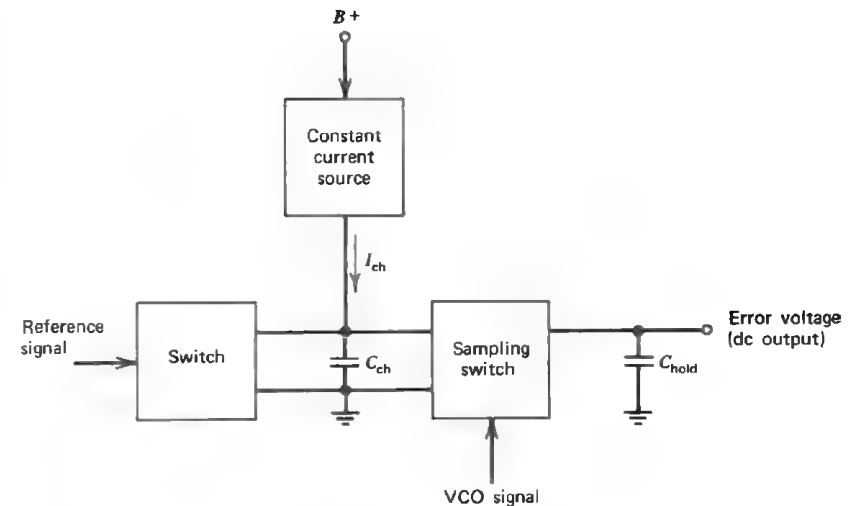 B+
Constant
current
source
I_ch
Reference
signal
Switch
C_ch
Sampling
switch
Error voltage
(dc output)
C_hold
VCO signal